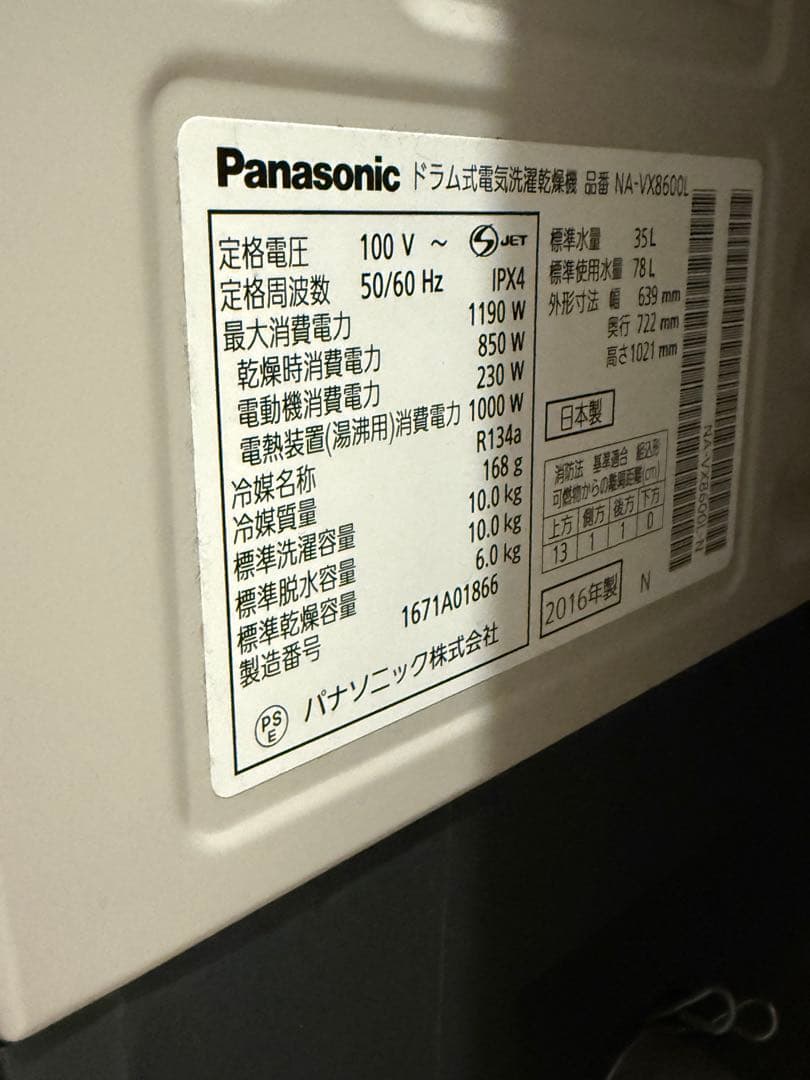 Panasonic ドラム式電気洗濯乾燥機 品番 NA-VX8600L
定格電圧 100 V ~ S JET
定格周波数 50/60 Hz IPX4
最大消費電力 1190 W
乾燥時消費電力 850 W
電動機消費電力 230 W
電熱装置(湯沸用)消費電力 1000 W
冷媒名称 R134a
冷媒質量 168 g
標準洗濯容量 10.0 kg
標準脱水容量 10.0 kg
標準乾燥容量 6.0 kg
製造番号 1671A01866
PS E パナソニック株式会社
標準水量 35 L
標準使用水量 78 L
外形寸法 幅 639 mm
奥行 722 mm
高さ 1021 mm
日本製
消防法 基準適合 組込形
可燃物からの離隔距離(cm)
上方 側方 後方 下方
13 1 1 0
2016年製 N
NA-VX8600L-N